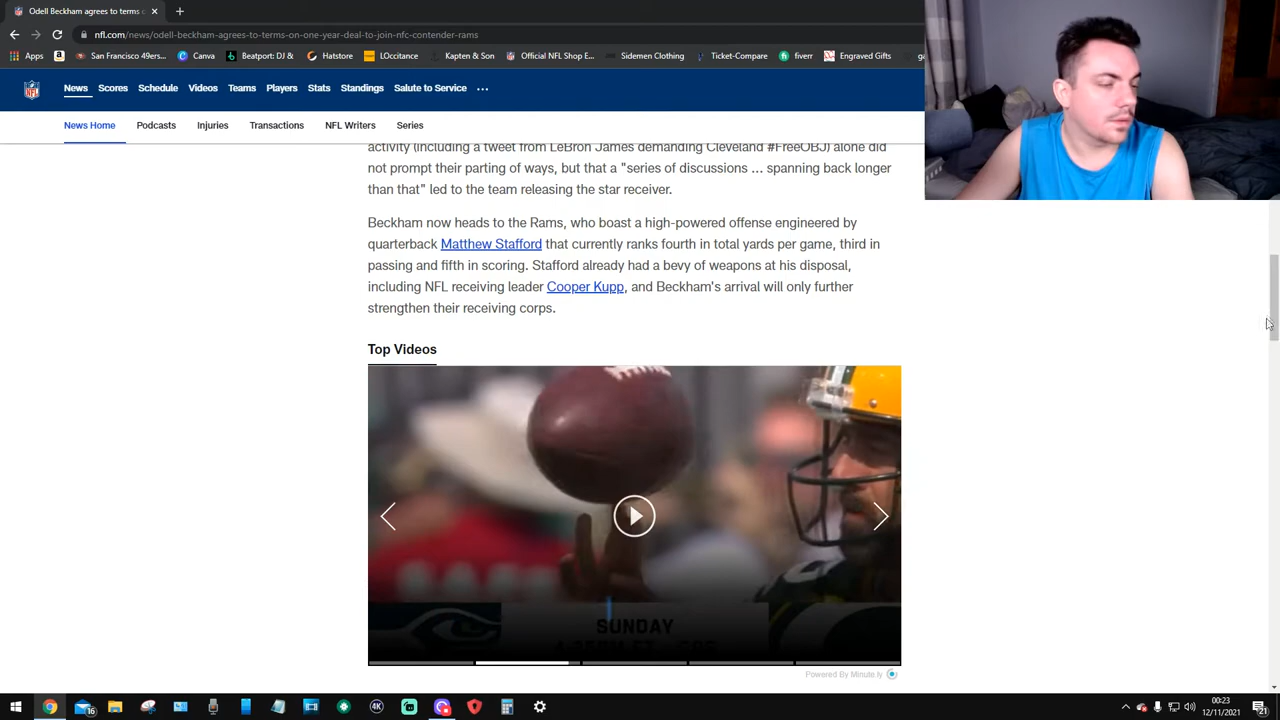 Odell Beckham agrees to terms
nfl.com/news/odell-beckham-agrees-to-terms-on-one-year-deal-to-join-nfc-contender-rams
Apps
San Francisco 49ers...
Canva
Beatport: DJ &
Hatstore
LOccitance
Kapten & Son
Official NFL Shop E...
Sidemen Clothing
Ticket-Compare
fiverr
Engraved Gifts
News
Scores
Schedule
Videos
Teams
Players
Stats
Standings
Salute to Service
...
News Home
Podcasts
Injuries
Transactions
NFL Writers
Series
activity (including a tweet from LeBron James demanding Cleveland #FreeOBJ) alone did
not prompt their parting of ways, but that a "series of discussions ... spanning back longer
than that" led to the team releasing the star receiver.
Beckham now heads to the Rams, who boast a high-powered offense engineered by
quarterback Matthew Stafford that currently ranks fourth in total yards per game, third in
passing and fifth in scoring. Stafford already had a bevy of weapons at his disposal,
including NFL receiving leader Cooper Kupp, and Beckham's arrival will only further
strengthen their receiving corps.
Top Videos
SUNDAY
Powered By Minute.ly
16
4K
00:23
12/11/2021
21